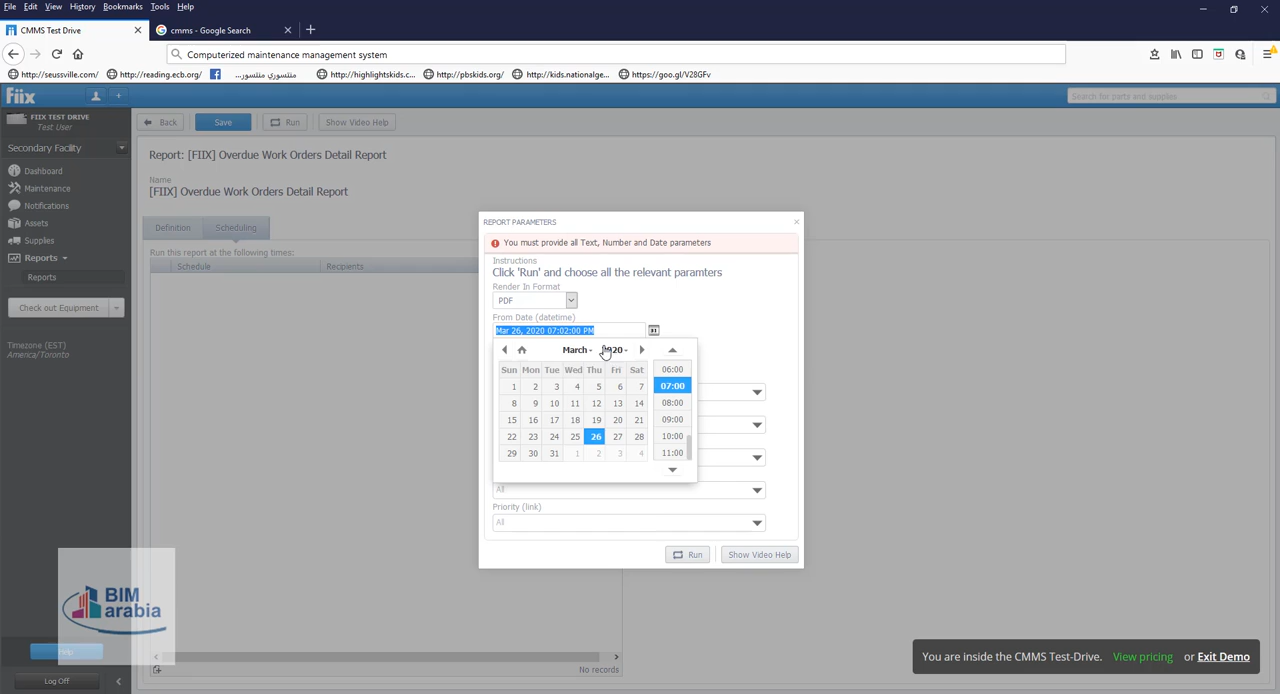 File Edit View History Bookmarks Tools Help
CMMS Test Drive
cmms - Google Search
Computerized maintenance management system
http://seussville.com/
http://reading.ecb.org/
منتسوري منتسور...
http://highlightskids.c...
http://pbskids.org/
http://kids.nationalge...
https://goo.gl/V28GFv
fiix
Search for parts and supplies
FIIX TEST DRIVE
Test User
Back
Save
Run
Show Video Help
Secondary Facility
Dashboard
Maintenance
Notifications
Assets
Supplies
Reports
Reports
Check out Equipment
Timezone (EST)
America/Toronto
Help
Log Off
Report: [FIIX] Overdue Work Orders Detail Report
Name
[FIIX] Overdue Work Orders Detail Report
Definition
Scheduling
Run this report at the following times:
Schedule
Recipients
No records
REPORT PARAMETERS
You must provide all Text, Number and Date parameters
Instructions
Click 'Run' and choose all the relevant paramters
Render In Format
PDF
From Date (datetime)
Mar 26, 2020 07:02:00 PM
March 2020
Sun Mon Tue Wed Thu Fri Sat
1 2 3 4 5 6 7
8 9 10 11 12 13 14
15 16 17 18 19 20 21
22 23 24 25 26 27 28
29 30 31 1 2 3 4
06:00
07:00
08:00
09:00
10:00
11:00
All
Priority (link)
All
Run
Show Video Help
BIM
arabia
You are inside the CMMS Test-Drive. View pricing or Exit Demo